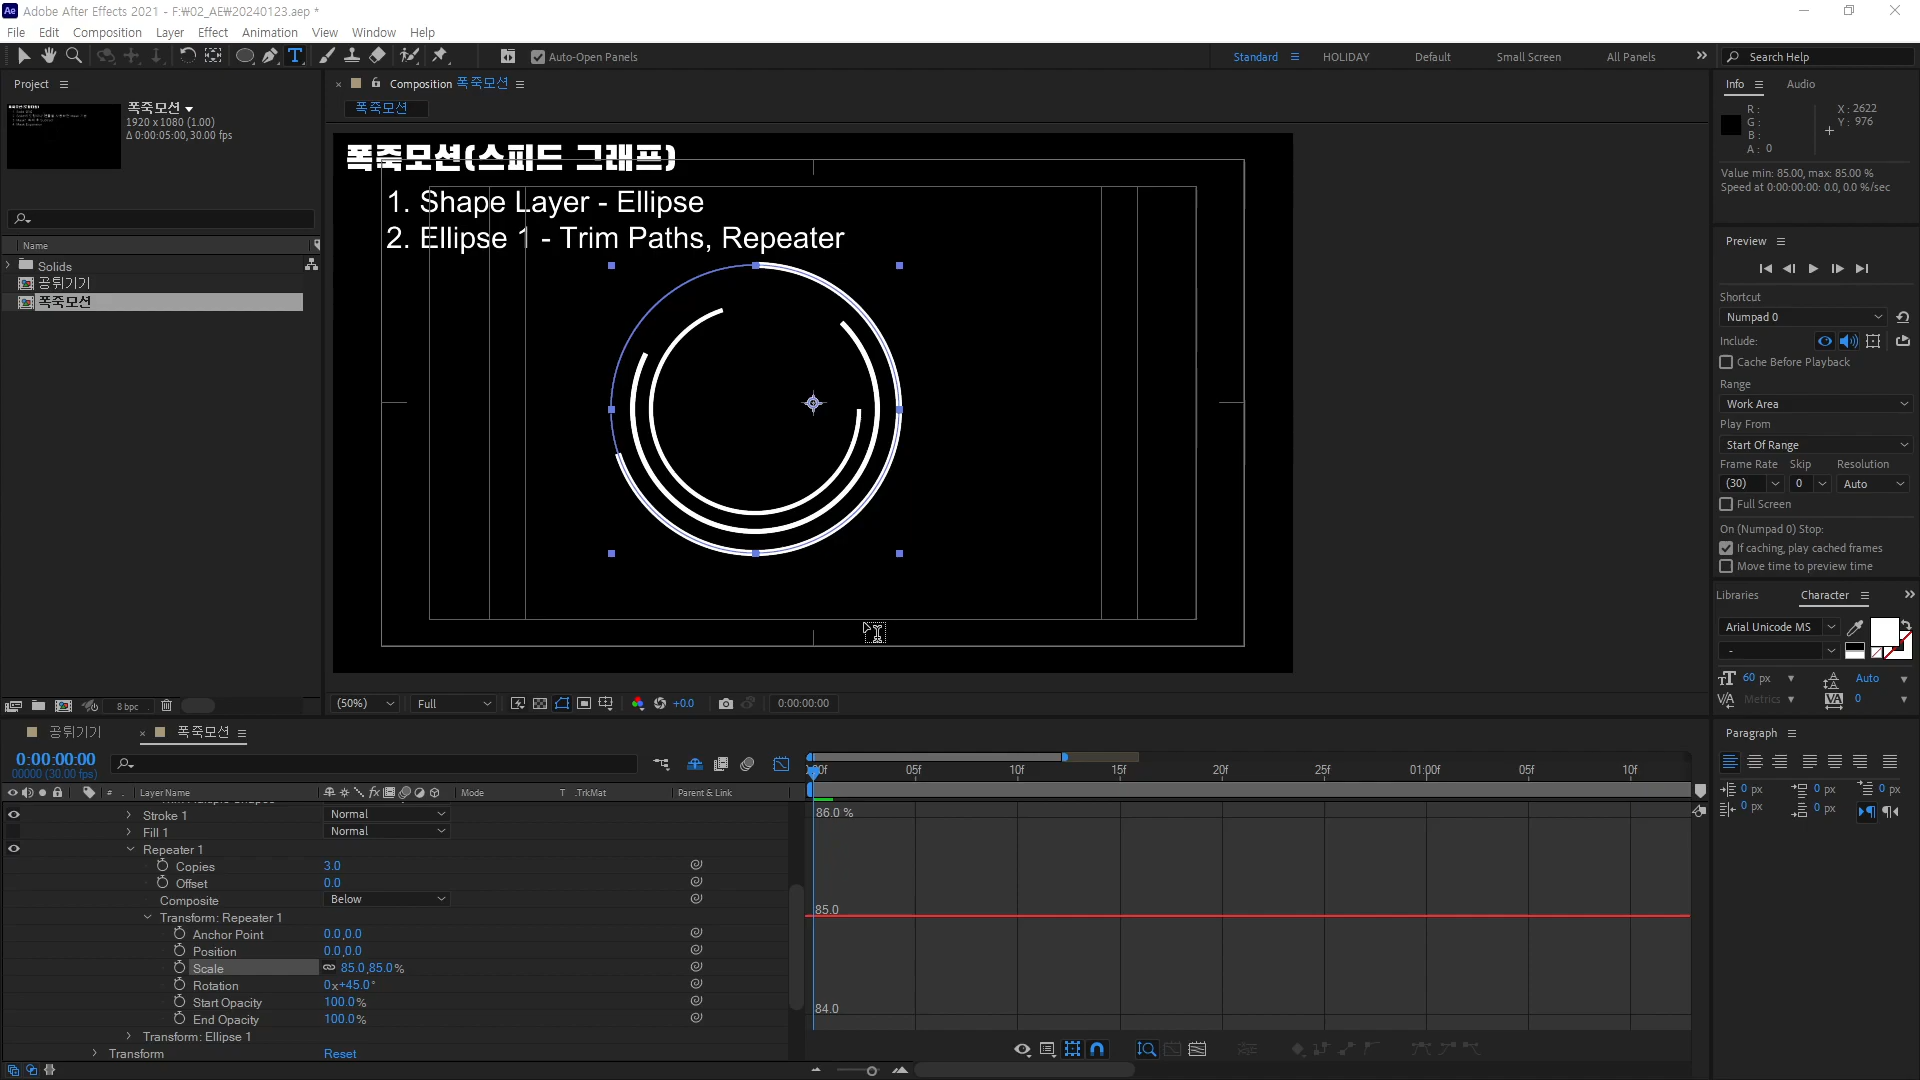 Adobe After Effects 2021 - F:₩02_AE₩20240123.aep *
File Edit Composition Layer Effect Animation View Window Help
Auto-Open Panels
Standard HOLIDAY Default Small Screen All Panels Search Help
Project
Composition 폭죽모션
폭죽모션
폭죽모션
1920 x 1080 (1.00)
Δ 0:00:05:00, 30.00 fps
Name
Solids
공튀기기
폭죽모션
폭죽모션(스피드 그래프)
1. Shape Layer - Ellipse
2. Ellipse 1 - Trim Paths, Repeater
Info Audio
R :
G :
B :
A : 0
X : 2622
Y : 976
Value min: 85.00, max: 85.00 %
Speed at 0:00:00:00: 0.0, 0.0 %/sec
Preview
Shortcut
Numpad 0
Include:
Cache Before Playback
Range
Work Area
Play From
Start Of Range
Frame Rate Skip Resolution
(30) 0 Auto
Full Screen
On (Numpad 0) Stop:
If caching, play cached frames
Move time to preview time
Libraries Character
Arial Unicode MS
-
60 px Auto
Metrics 0
Paragraph
0 px 0 px 0 px
0 px 0 px
8 bpc
(50%) Full +0.0 0:00:00:00
공튀기기 폭죽모션
0:00:00:00
00000 (30.00 fps)
# Layer Name Mode T .TrkMat Parent & Link
Stroke 1 Normal
Fill 1 Normal
Repeater 1
Copies 3.0
Offset 0.0
Composite Below
Transform: Repeater 1
Anchor Point 0.0,0.0
Position 0.0,0.0
Scale 85.0,85.0%
Rotation 0x+45.0°
Start Opacity 100.0%
End Opacity 100.0%
Transform: Ellipse 1
Transform Reset
:00f 05f 10f 15f 20f 25f 01:00f 05f 10f
86.0 %
85.0
84.0